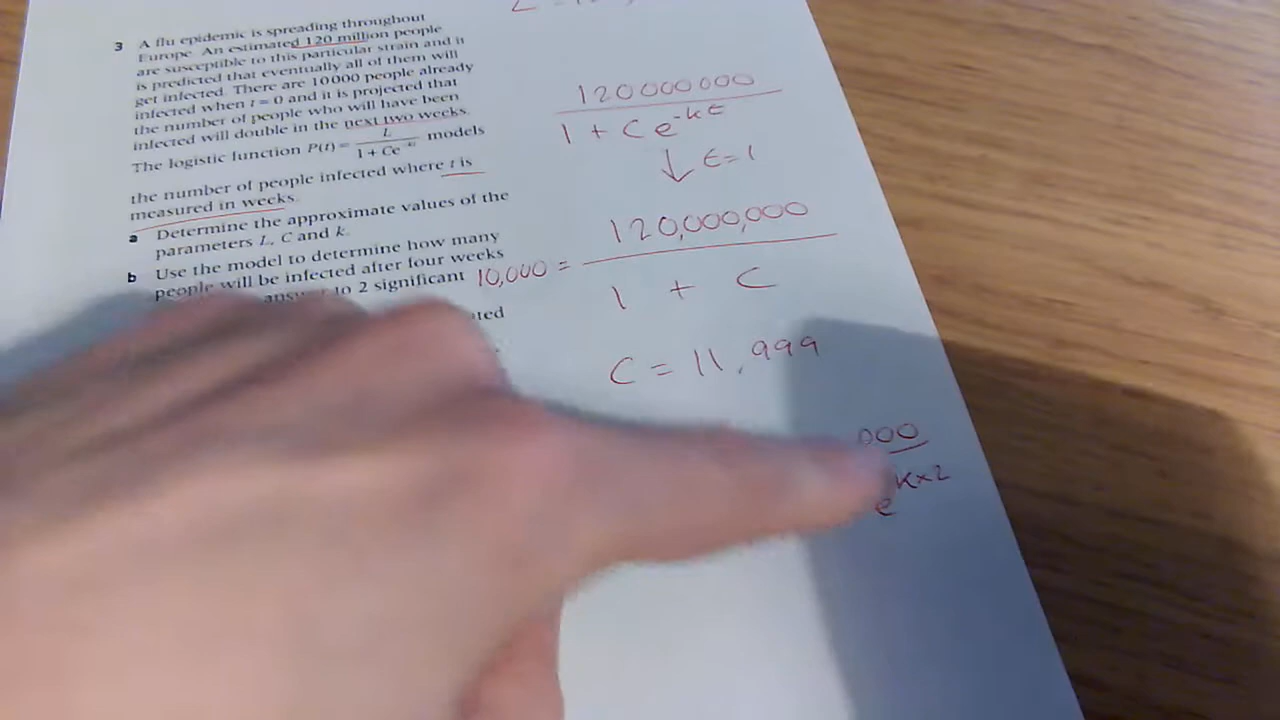 3 A flu epidemic is spreading throughout
Europe. An estimated 120 million people
are susceptible to this particular strain and it
is predicted that eventually all of them will
get infected. There are 10 000 people already
infected when t = 0 and it is projected that
the number of people who will have been
infected will double in the next two weeks.
The logistic function P(t) = L / 1 + Ce^-kt models
the number of people infected where t is
measured in weeks.
a Determine the approximate values of the
parameters L, C and k.
b Use the model to determine how many
people will be infected after four weeks
to 2 significant
120000000
1 + C e^-kt
↓ t=1
120,000,000
10,000 =
1 + C
C = 11,999
000
e^k×2